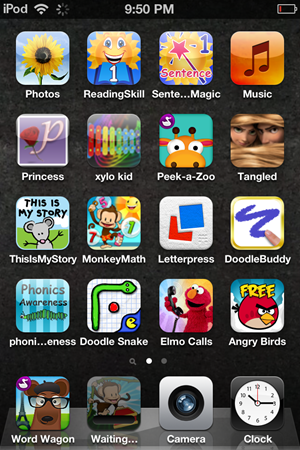 iPod 9:50 PM
1 Sentence 1
Photos ReadingSkill Sente...Magic Music
p
Princess xylo kid Peek-a-Zoo Tangled
THIS IS MY STORY
ThisIsMyStory MonkeyMath Letterpress DoodleBuddy
Phonics
Awareness
FREE
phoni...eness Doodle Snake Elmo Calls Angry Birds
Word Wagon Waiting... Camera Clock